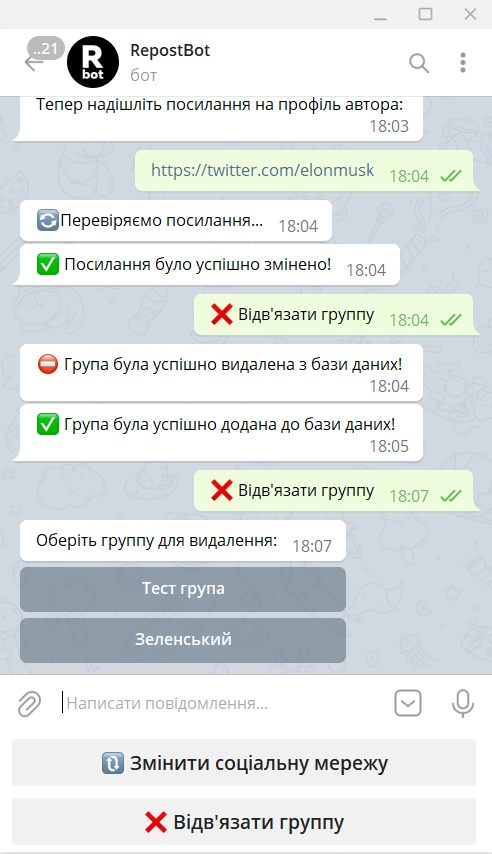 ..21
R
bot
RepostBot
бот
Тепер надішліть посилання на профіль автора:
18:03
https://twitter.com/elonmusk 18:04
Перевіряємо посилання... 18:04
Посилання було успішно змінено! 18:04
Відв'язати группу 18:04
Група була успішно видалена з бази даних!
18:04
Група була успішно додана до бази даних!
18:05
Відв'язати группу 18:07
Оберіть группу для видалення: 18:07
Тест група
Зеленський
Написати повідомлення...
Змінити соціальну мережу
Відв'язати группу